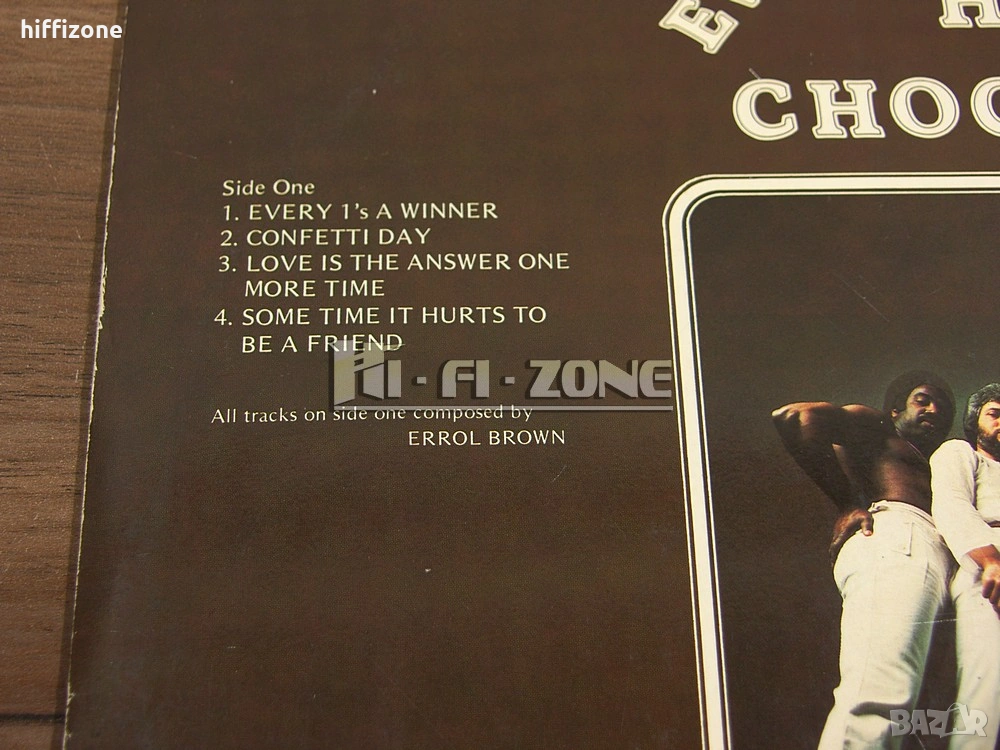 hiffizone
CHOC
Side One
1. EVERY 1's A WINNER
2. CONFETTI DAY
3. LOVE IS THE ANSWER ONE
MORE TIME
4. SOME TIME IT HURTS TO
BE A FRIEND
HI-FI-ZONE
All tracks on side one composed by
ERROL BROWN
BAZAR